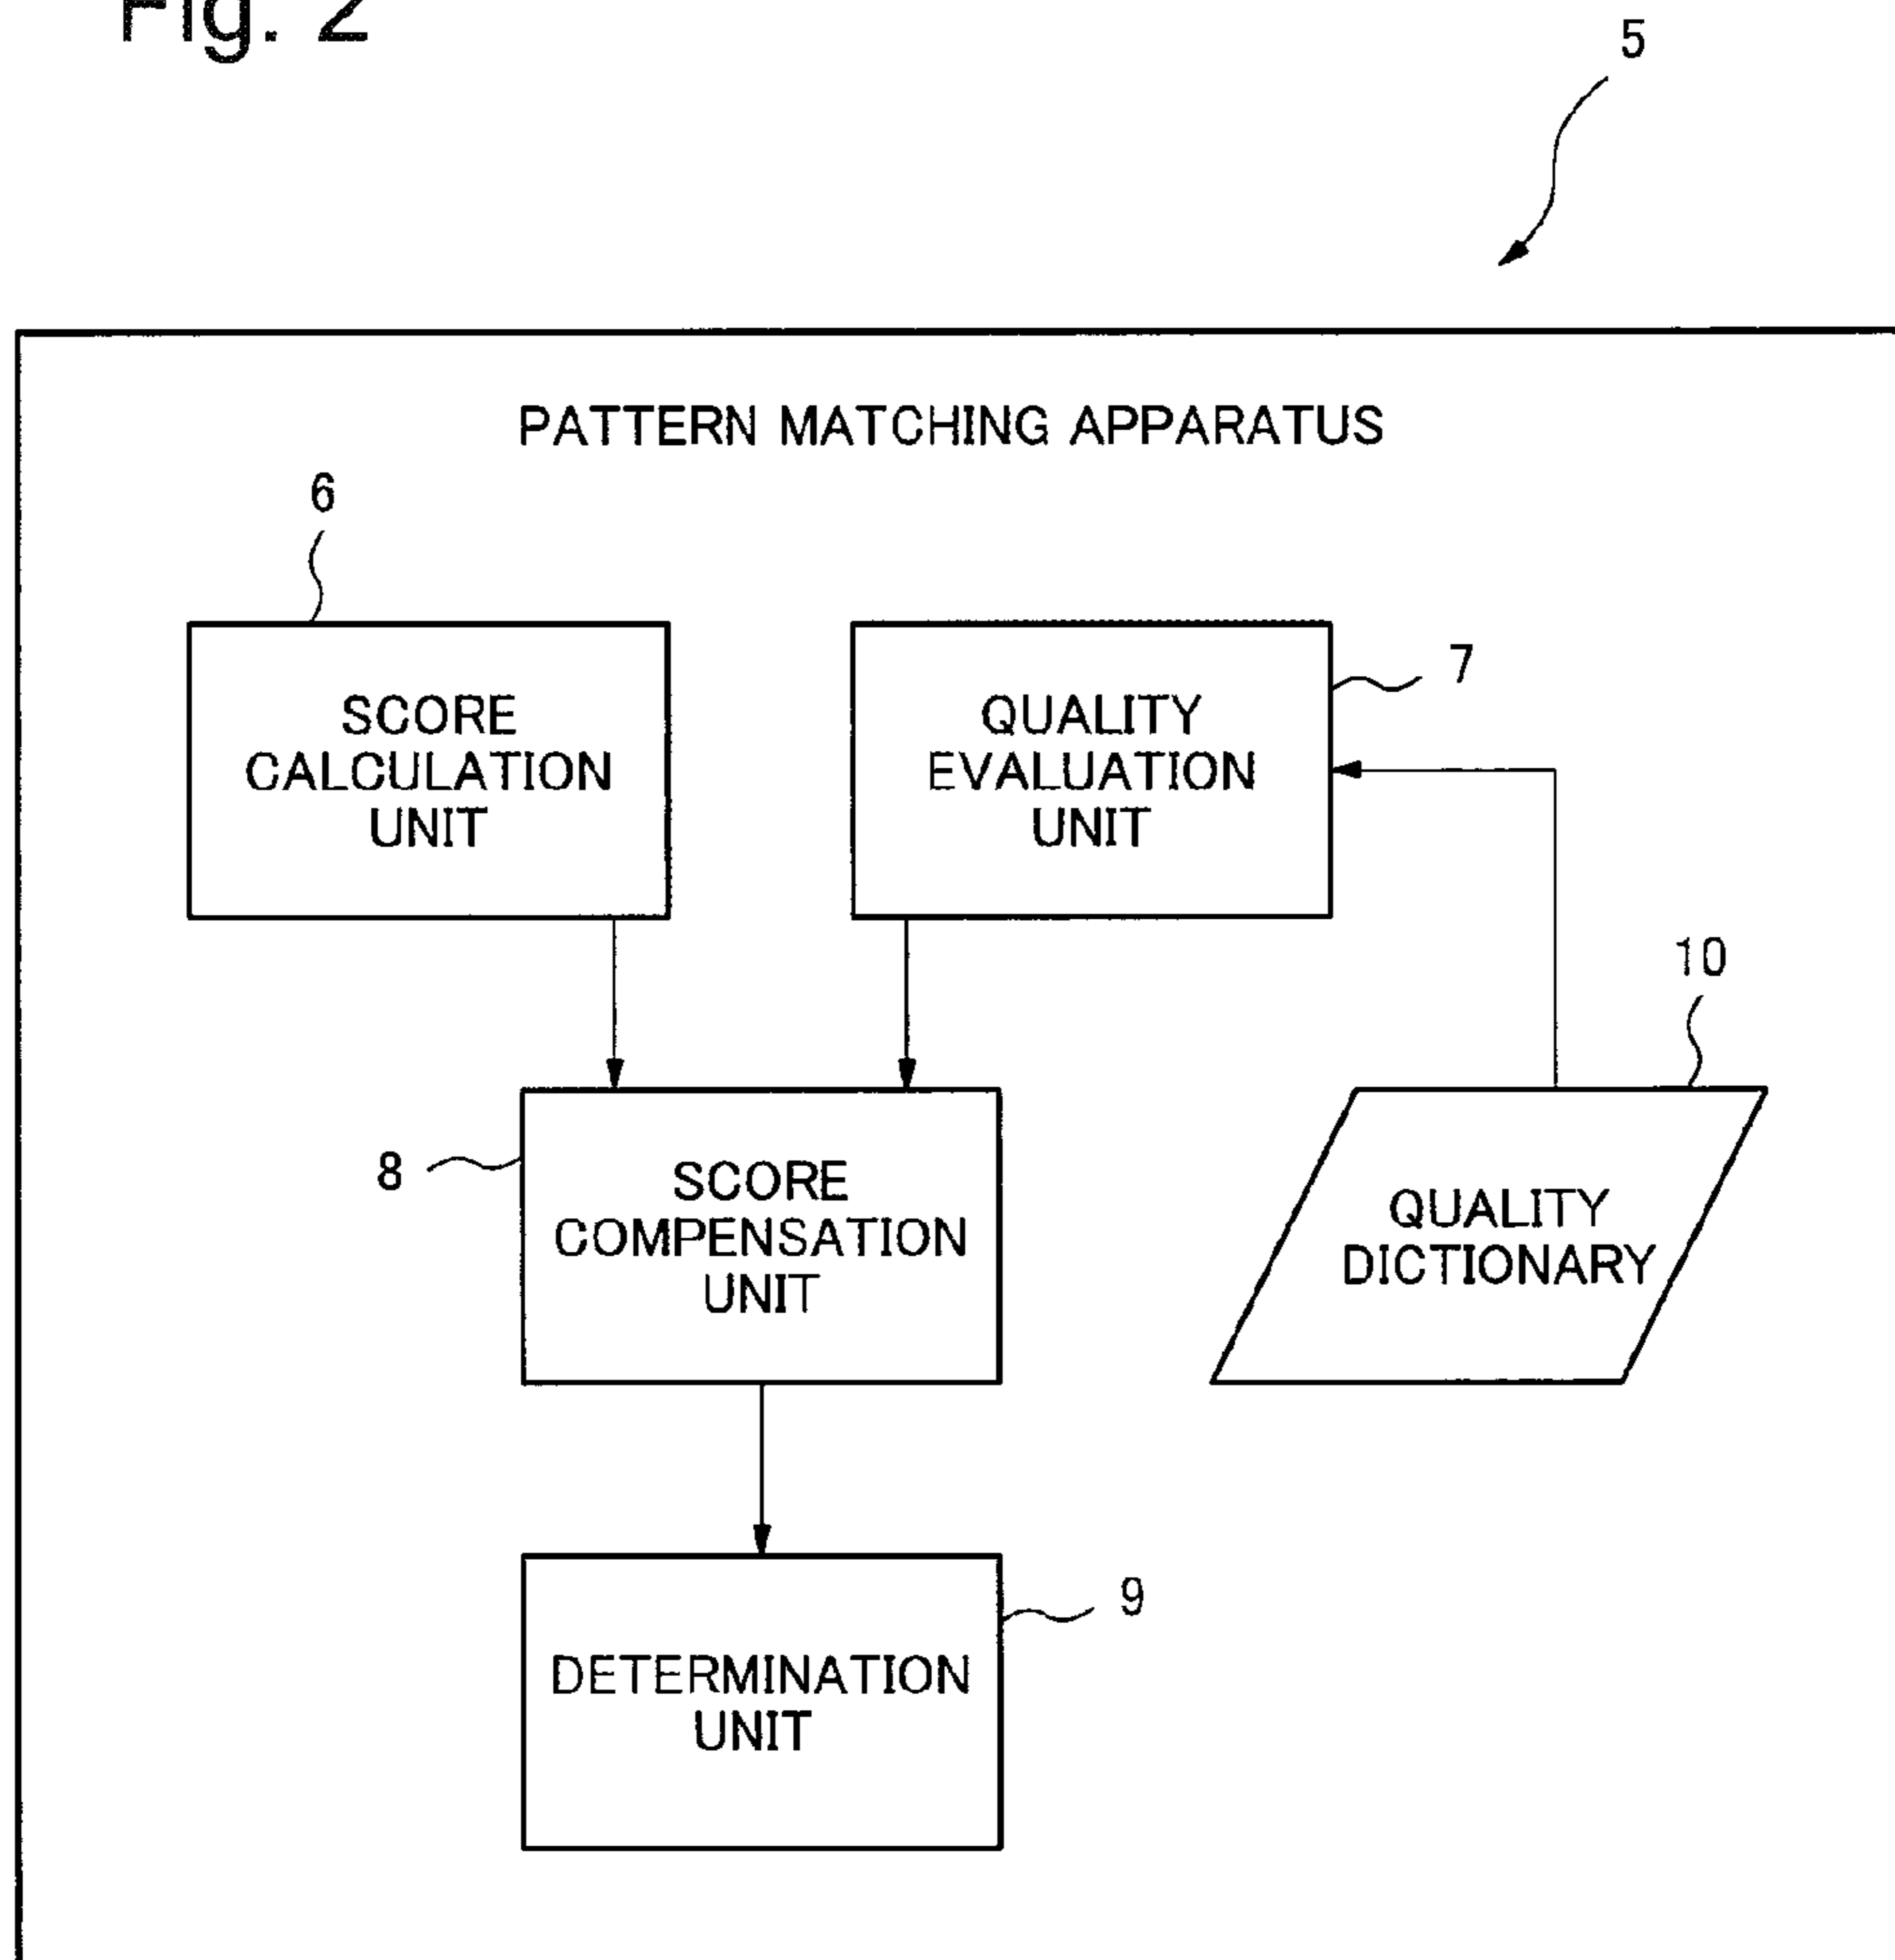 Fig. 2
5
PATTERN MATCHING APPARATUS
6
SCORE
CALCULATION
UNIT
QUALITY
EVALUATION
UNIT
7
10
8
SCORE
COMPENSATION
UNIT
QUALITY
DICTIONARY
9
DETERMINATION
UNIT